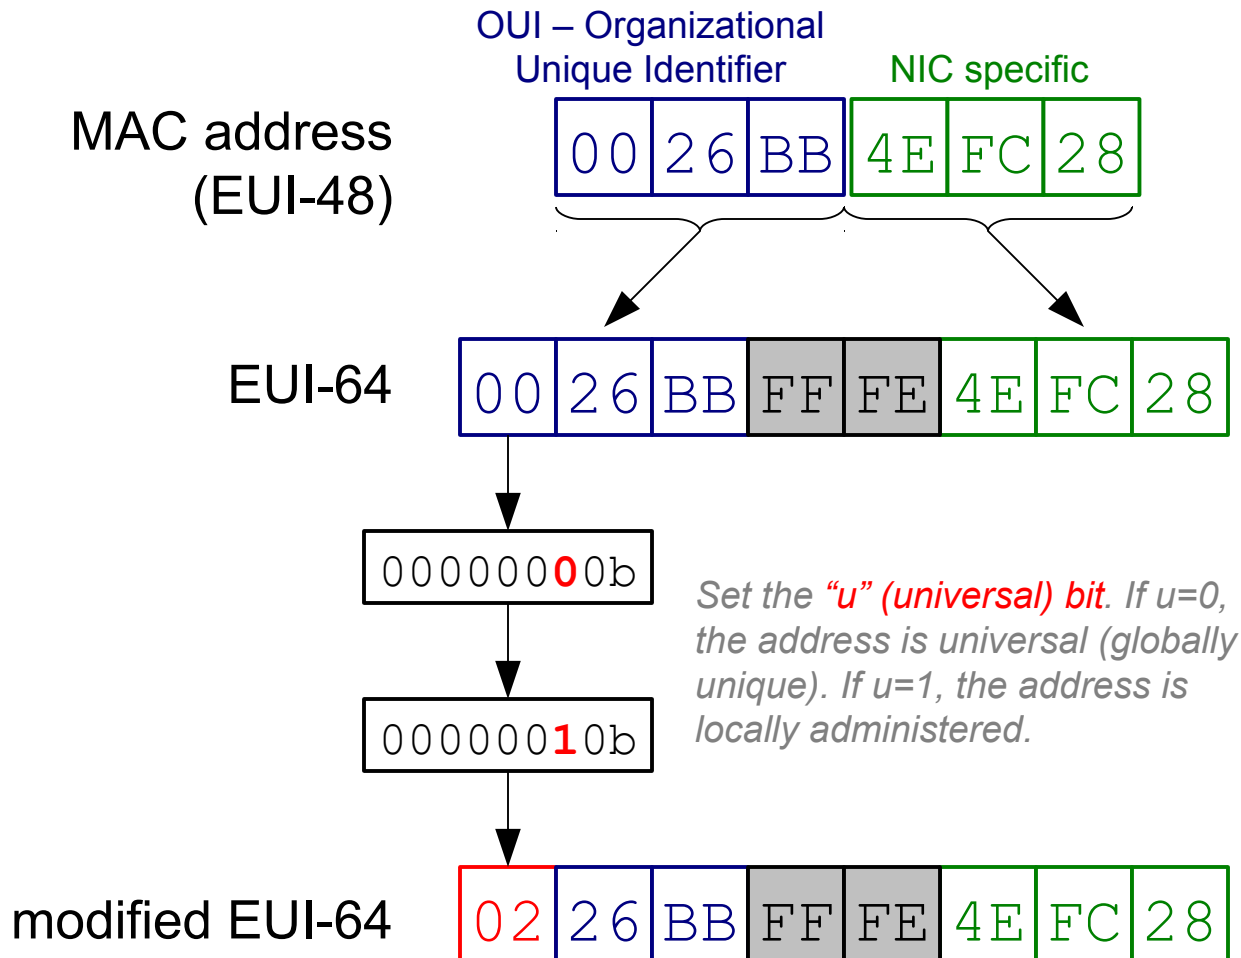 OUI – Organizational
Unique Identifier
NIC specific
MAC address
(EUI-48)
00 26 BB 4E FC 28
EUI-64
00 26 BB FF FE 4E FC 28
00000000b
Set the “u” (universal) bit. If u=0,
the address is universal (globally
unique). If u=1, the address is
locally administered.
00000010b
modified EUI-64
02 26 BB FF FE 4E FC 28